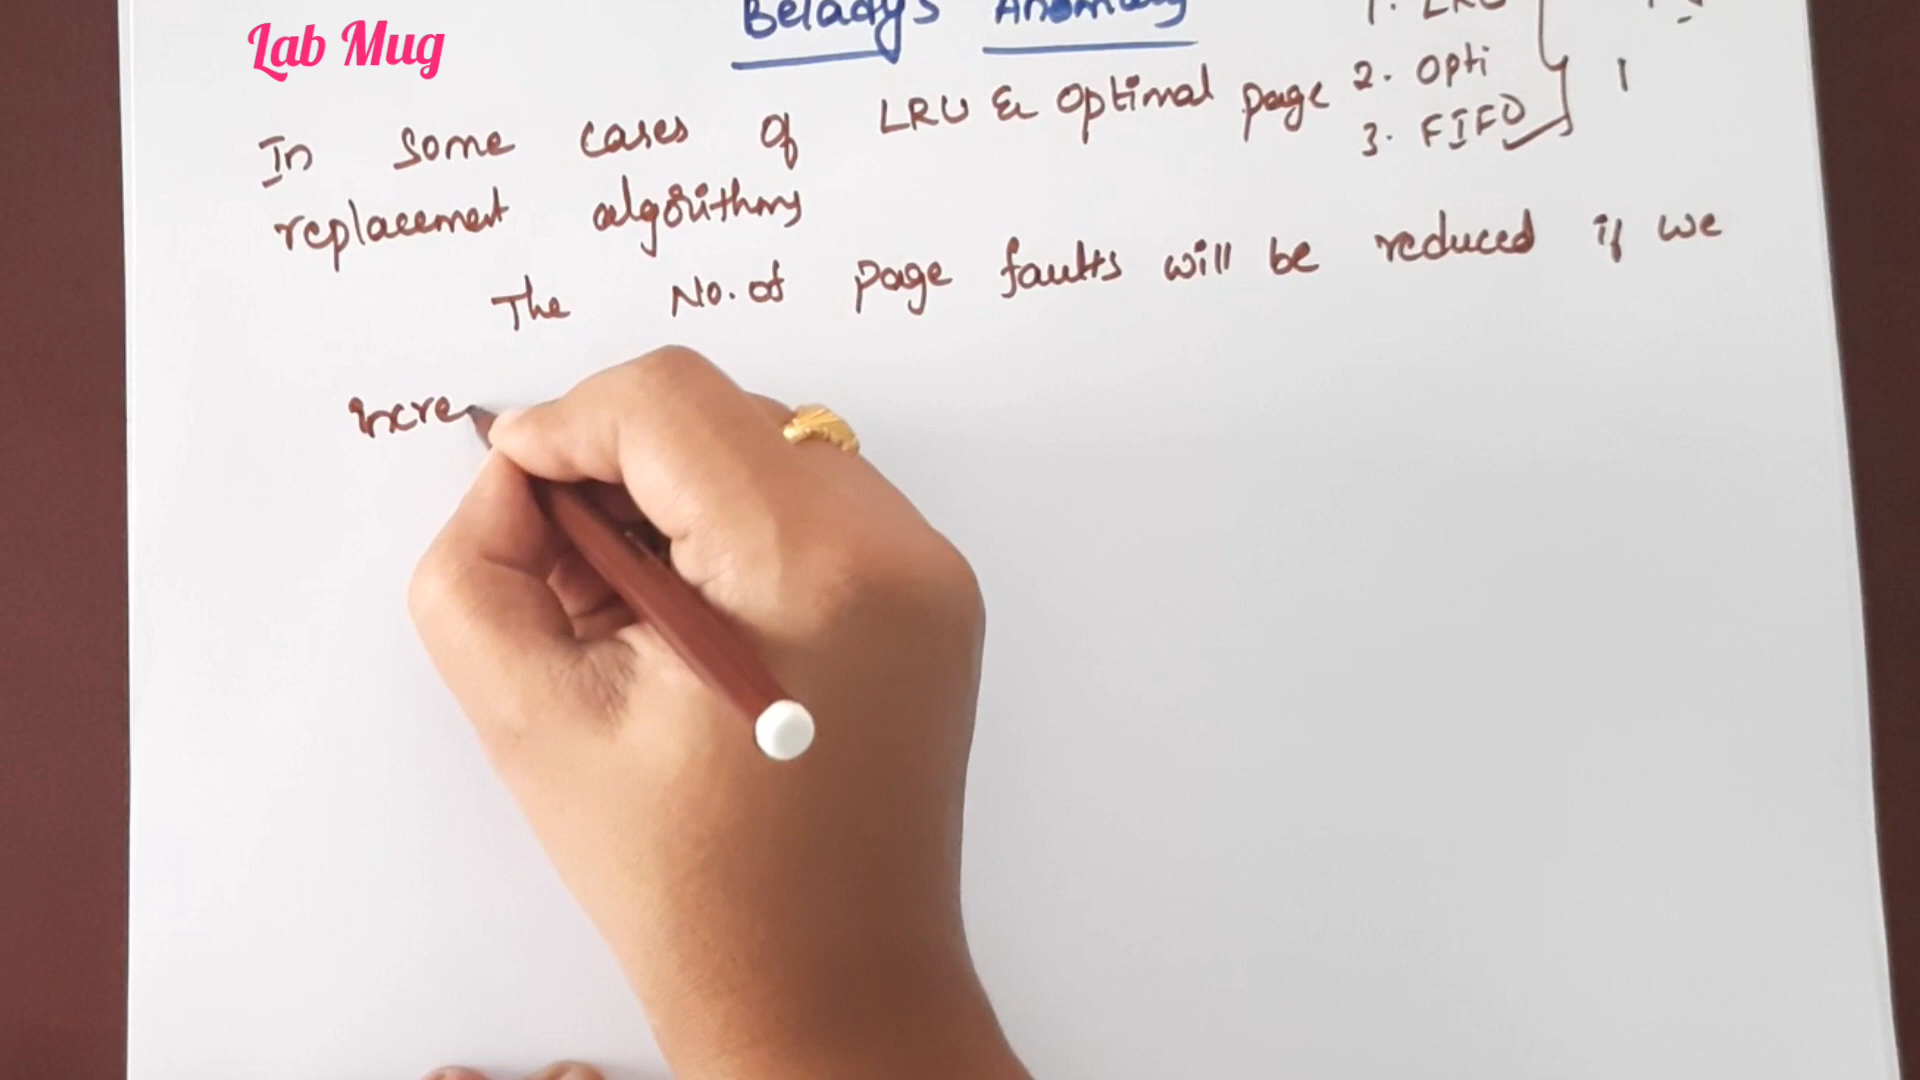 Lab Mug
Belady's Anomaly
1. LRU
2. Opti
3. FIFO
In some cases of LRU & Optimal page
replacement algorithms
The No. of page faults will be reduced if we
incre